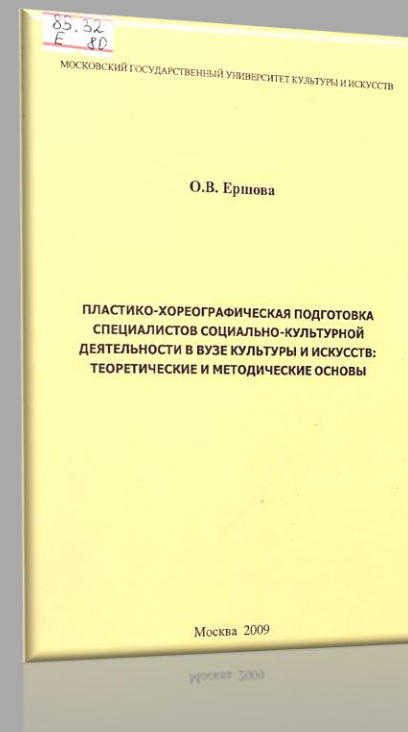 85.32
Е 80
МОСКОВСКИЙ ГОСУДАРСТВЕННЫЙ УНИВЕРСИТЕТ КУЛЬТУРЫ И ИСКУССТВ
О.В. Ершова
ПЛАСТИКО-ХОРЕОГРАФИЧЕСКАЯ ПОДГОТОВКА
СПЕЦИАЛИСТОВ СОЦИАЛЬНО-КУЛЬТУРНОЙ
ДЕЯТЕЛЬНОСТИ В ВУЗЕ КУЛЬТУРЫ И ИСКУССТВ:
ТЕОРЕТИЧЕСКИЕ И МЕТОДИЧЕСКИЕ ОСНОВЫ
Москва 2009